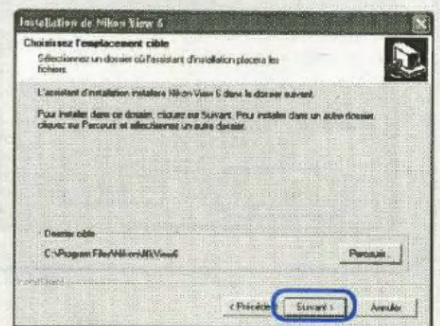 Installation de Nikon View 6
Choisissez l'emplacement cible
Sélectionnez un dossier où l'assistant d'installation placera les
fichiers.
L'assistant d'installation installera Nikon View 6 dans le dossier suivant.
Pour installer dans ce dossier, cliquez sur Suivant. Pour installer dans un autre dossier,
cliquez sur Parcourir et sélectionnez un autre dossier.
Dossier cible
C:\Program Files\Nikon\NkView6
Parcourir...
InstallShield
< Précédent
Suivant >
Annuler